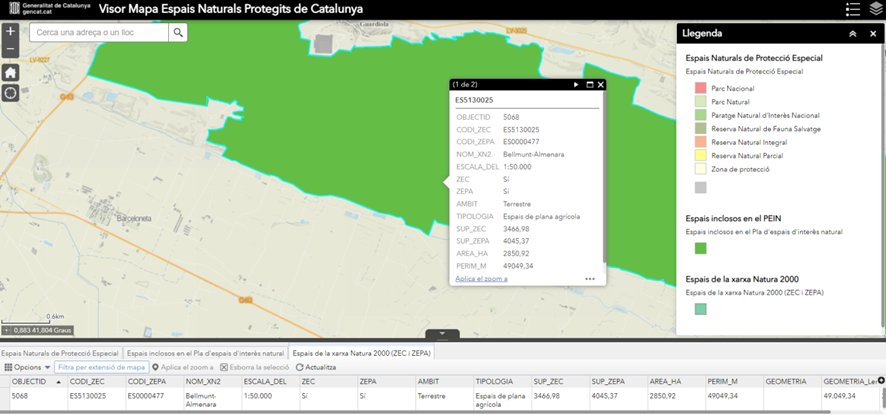 Generalitat de Catalunya
gencat.cat
Visor Mapa Espais Naturals Protegits de Catalunya
Cerca una adreça o un lloc
Guardiola
LV-9227
LV-3025
Barceloneta
0.6km
0,883 41,804 Graus
(1 de 2)
ES5130025
OBJECTID 5068
CODI_ZEC ES5130025
CODI_ZEPA ES0000477
NOM_XN2 Bellmunt-Almenara
ESCALA_DEL 1:50.000
ZEC Sí
ZEPA Sí
AMBIT Terrestre
TIPOLOGIA Espais de plana agrícola
SUP_ZEC 3466,98
SUP_ZEPA 4045,37
AREA_HA 2850,92
PERIM_M 49049,34
Aplica el zoom a
Llegenda
Espais Naturals de Protecció Especial
Espais Naturals de Protecció Especial
Parc Nacional
Parc Natural
Paratge Natural d'Interès Nacional
Reserva Natural de Fauna Salvatge
Reserva Natural Integral
Reserva Natural Parcial
Zona de protecció
Espais inclosos en el PEIN
Espais inclosos en el Pla d'espais d'interès natural
Espais de la xarxa Natura 2000
Espais de la xarxa Natura 2000 (ZEC i ZEPA)
Espais Naturals de Protecció Especial Espais inclosos en el Pla d'espais d'interès natural Espais de la xarxa Natura 2000 (ZEC i ZEPA)
Opcions Filtra per extensió de mapa Aplica el zoom a Esborra la selecció Actualitza
OBJECTID CODI_ZEC CODI_ZEPA NOM_XN2 ESCALA_DEL ZEC ZEPA AMBIT TIPOLOGIA SUP_ZEC SUP_ZEPA AREA_HA PERIM_M GEOMETRIA
5068 ES5130025 ES0000477 Bellmunt-Almenara 1:50.000 Sí Sí Terrestre Espais de plana agrícola 3466,98 4045,37 2850,92 49049,34 49.049,34